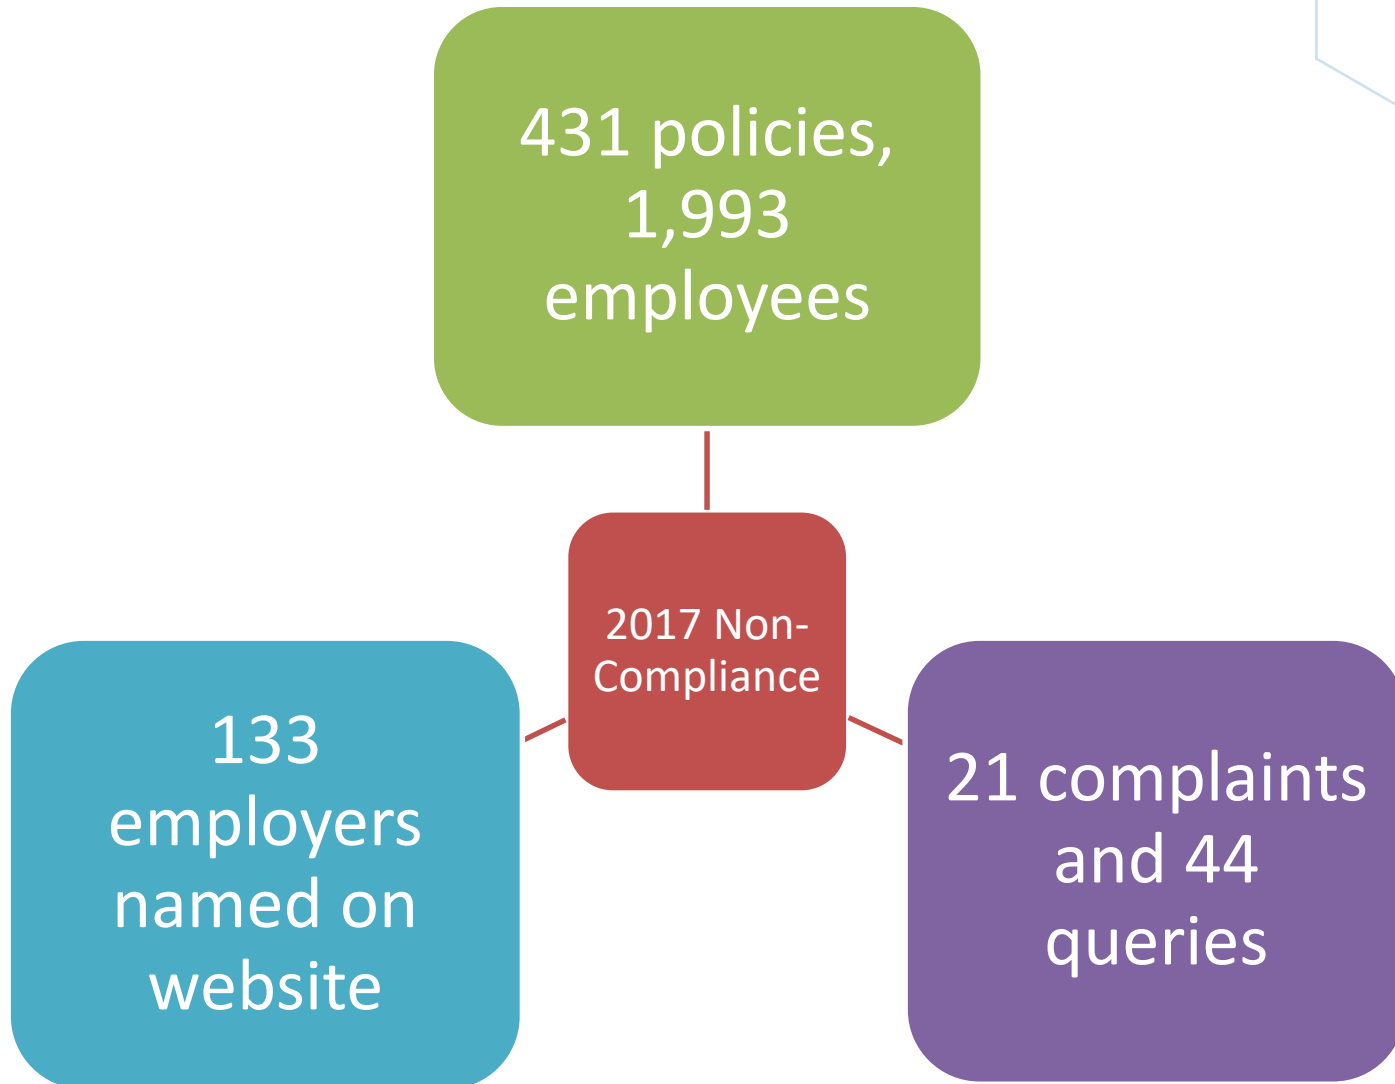 431 policies,
1,993
employees
2017 Non-
Compliance
133
employers
named on
website
21 complaints
and 44
queries